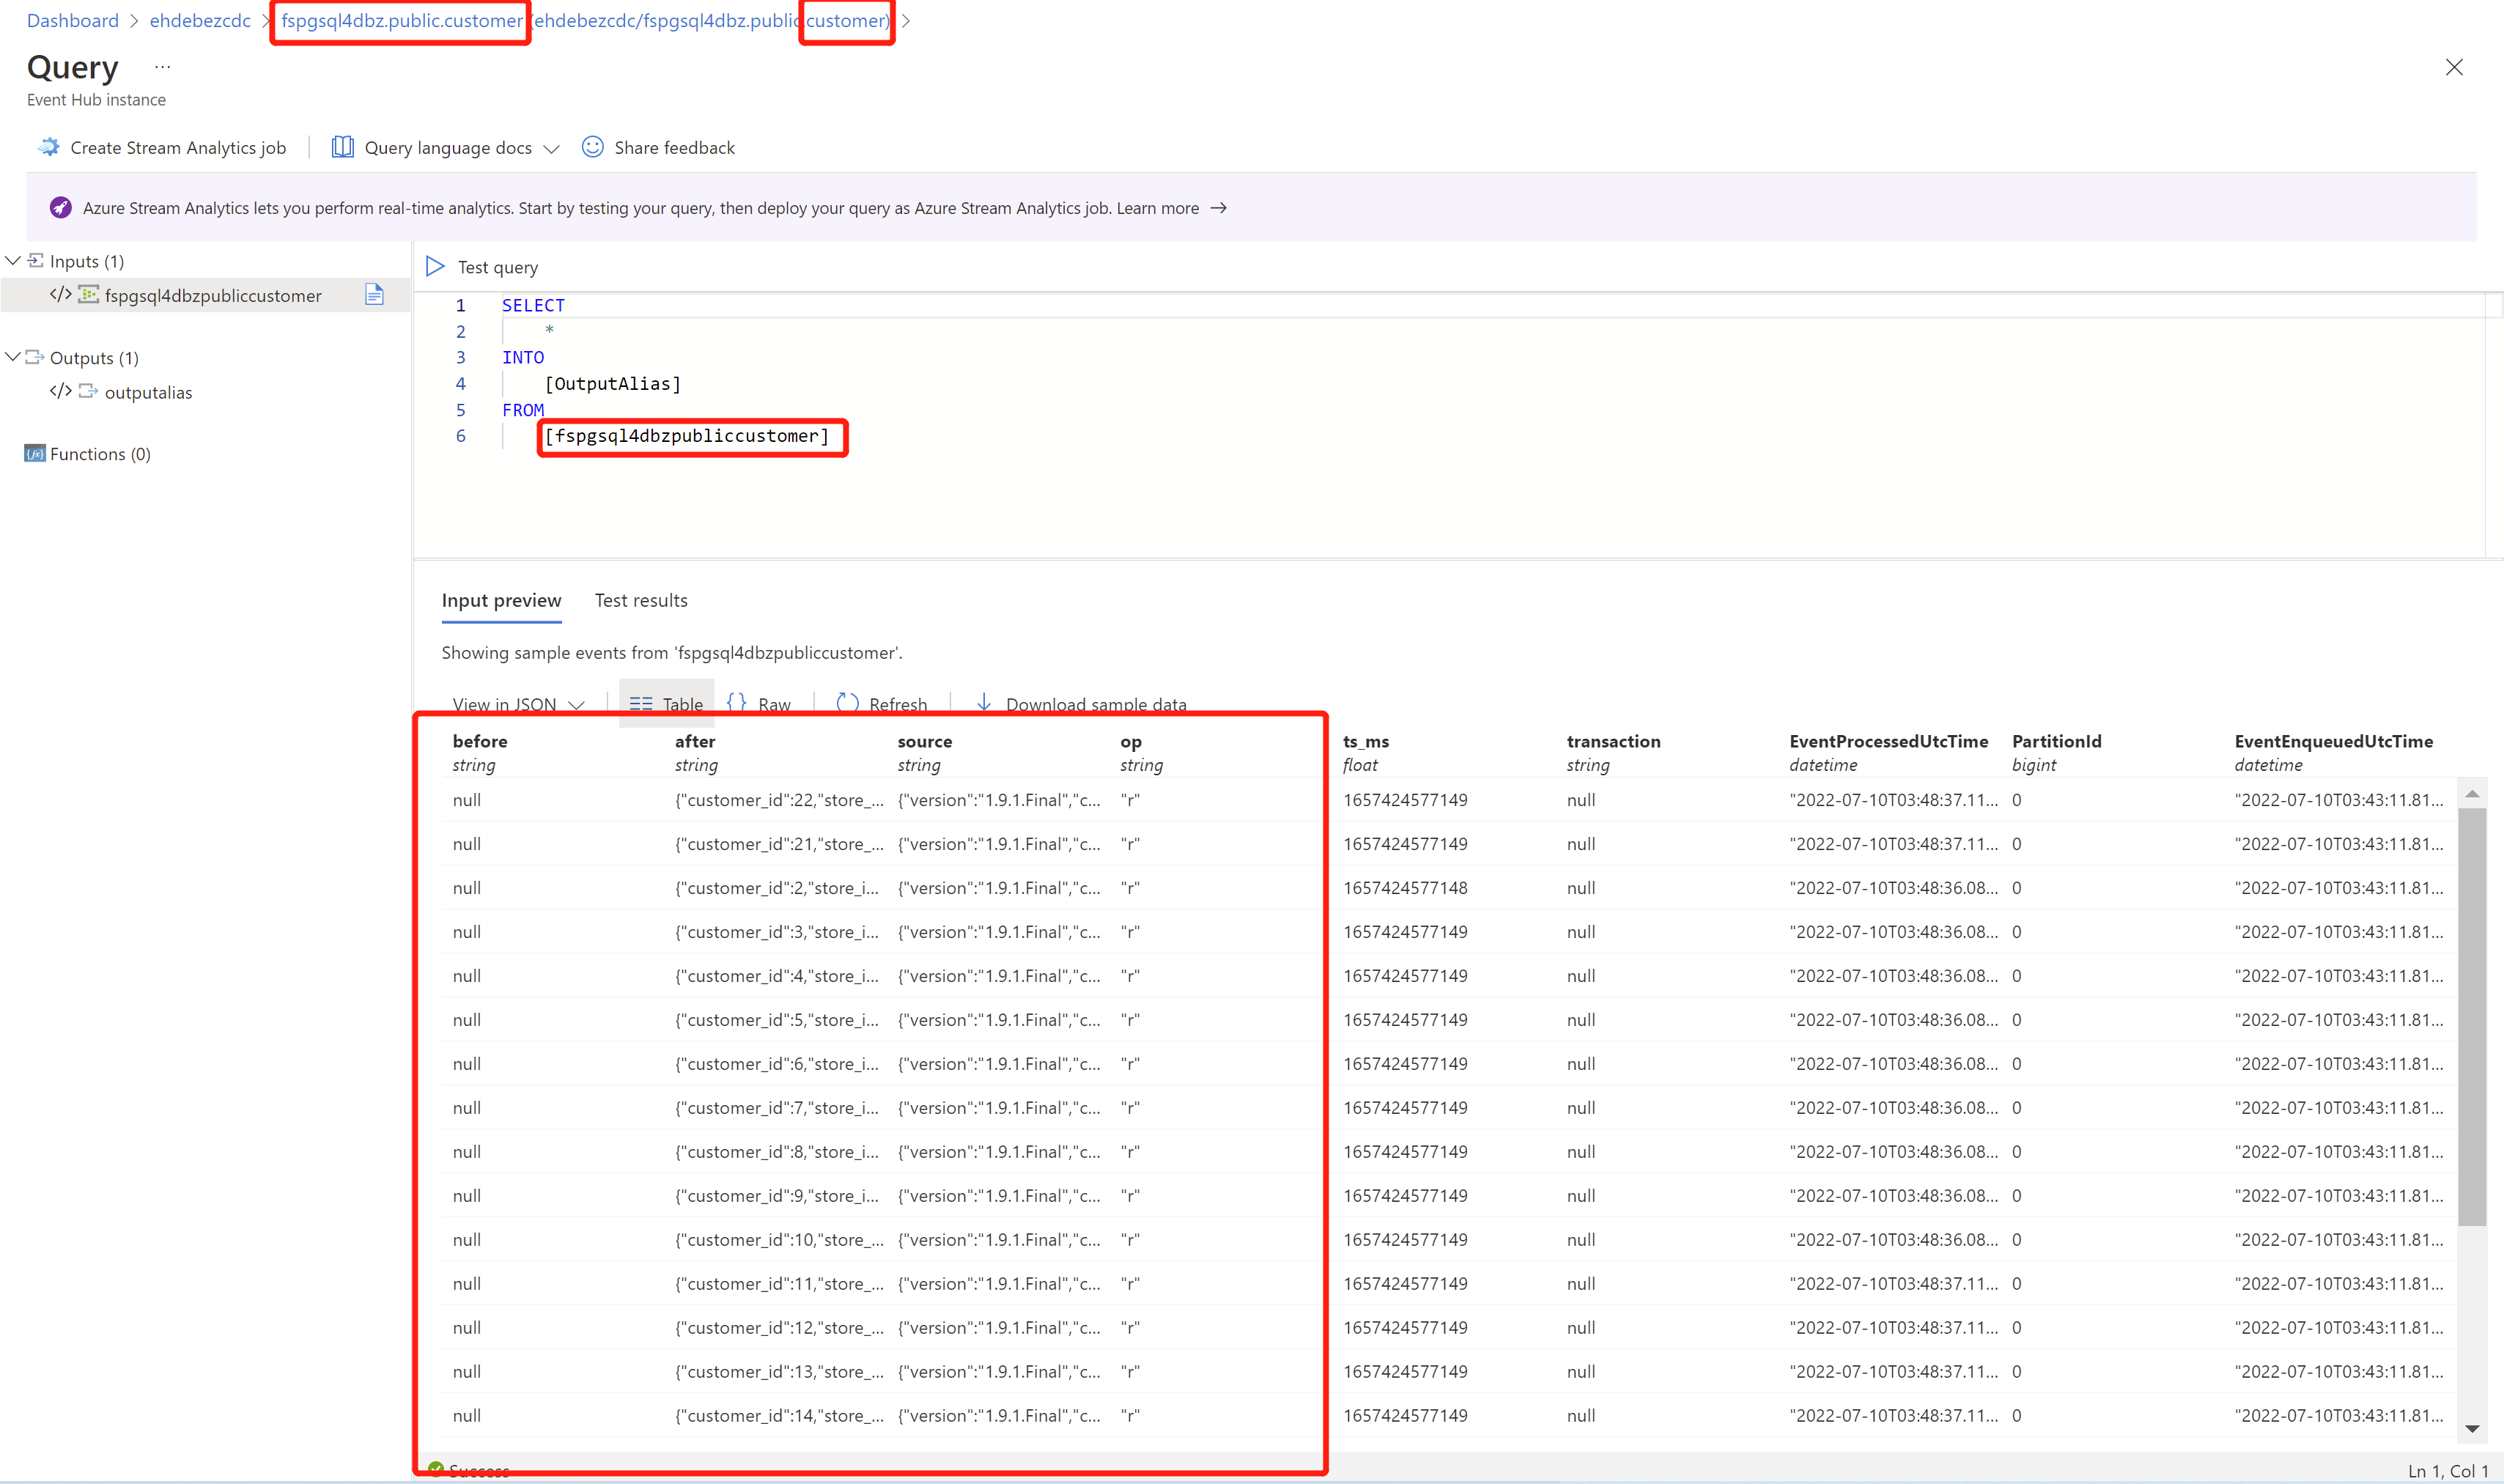 Dashboard > ehdebezcdc > fspgsql4dbz.public.customer (ehdebezcdc/fspgsql4dbz.public.customer) >
Query ...
Event Hub instance
Create Stream Analytics job
Query language docs
Share feedback
Azure Stream Analytics lets you perform real-time analytics. Start by testing your query, then deploy your query as Azure Stream Analytics job. Learn more →
Inputs (1)
</> fspgsql4dbzpubliccustomer
Outputs (1)
</> outputalias
{fx} Functions (0)
Test query
1 SELECT
2 *
3 INTO
4 [OutputAlias]
5 FROM
6 [fspgsql4dbzpubliccustomer]
Input preview Test results
Showing sample events from 'fspgsql4dbzpubliccustomer'.
View in JSON Table {} Raw Refresh Download sample data
before after source op ts_ms transaction EventProcessedUtcTime PartitionId EventEnqueuedUtcTime
string string string string float string datetime bigint datetime
null {"customer_id":22,"store_... {"version":"1.9.1.Final","c... "r" 1657424577149 null "2022-07-10T03:48:37.11... 0 "2022-07-10T03:43:11.81...
null {"customer_id":21,"store_... {"version":"1.9.1.Final","c... "r" 1657424577149 null "2022-07-10T03:48:37.11... 0 "2022-07-10T03:43:11.81...
null {"customer_id":2,"store_i... {"version":"1.9.1.Final","c... "r" 1657424577148 null "2022-07-10T03:48:36.08... 0 "2022-07-10T03:43:11.81...
null {"customer_id":3,"store_i... {"version":"1.9.1.Final","c... "r" 1657424577149 null "2022-07-10T03:48:36.08... 0 "2022-07-10T03:43:11.81...
null {"customer_id":4,"store_i... {"version":"1.9.1.Final","c... "r" 1657424577149 null "2022-07-10T03:48:36.08... 0 "2022-07-10T03:43:11.81...
null {"customer_id":5,"store_i... {"version":"1.9.1.Final","c... "r" 1657424577149 null "2022-07-10T03:48:36.08... 0 "2022-07-10T03:43:11.81...
null {"customer_id":6,"store_i... {"version":"1.9.1.Final","c... "r" 1657424577149 null "2022-07-10T03:48:36.08... 0 "2022-07-10T03:43:11.81...
null {"customer_id":7,"store_i... {"version":"1.9.1.Final","c... "r" 1657424577149 null "2022-07-10T03:48:36.08... 0 "2022-07-10T03:43:11.81...
null {"customer_id":8,"store_i... {"version":"1.9.1.Final","c... "r" 1657424577149 null "2022-07-10T03:48:36.08... 0 "2022-07-10T03:43:11.81...
null {"customer_id":9,"store_i... {"version":"1.9.1.Final","c... "r" 1657424577149 null "2022-07-10T03:48:36.08... 0 "2022-07-10T03:43:11.81...
null {"customer_id":10,"store_... {"version":"1.9.1.Final","c... "r" 1657424577149 null "2022-07-10T03:48:36.08... 0 "2022-07-10T03:43:11.81...
null {"customer_id":11,"store_... {"version":"1.9.1.Final","c... "r" 1657424577149 null "2022-07-10T03:48:37.11... 0 "2022-07-10T03:43:11.81...
null {"customer_id":12,"store_... {"version":"1.9.1.Final","c... "r" 1657424577149 null "2022-07-10T03:48:37.11... 0 "2022-07-10T03:43:11.81...
null {"customer_id":13,"store_... {"version":"1.9.1.Final","c... "r" 1657424577149 null "2022-07-10T03:48:37.11... 0 "2022-07-10T03:43:11.81...
null {"customer_id":14,"store_... {"version":"1.9.1.Final","c... "r" 1657424577149 null "2022-07-10T03:48:37.11... 0 "2022-07-10T03:43:11.81...
Success Ln 1, Col 1